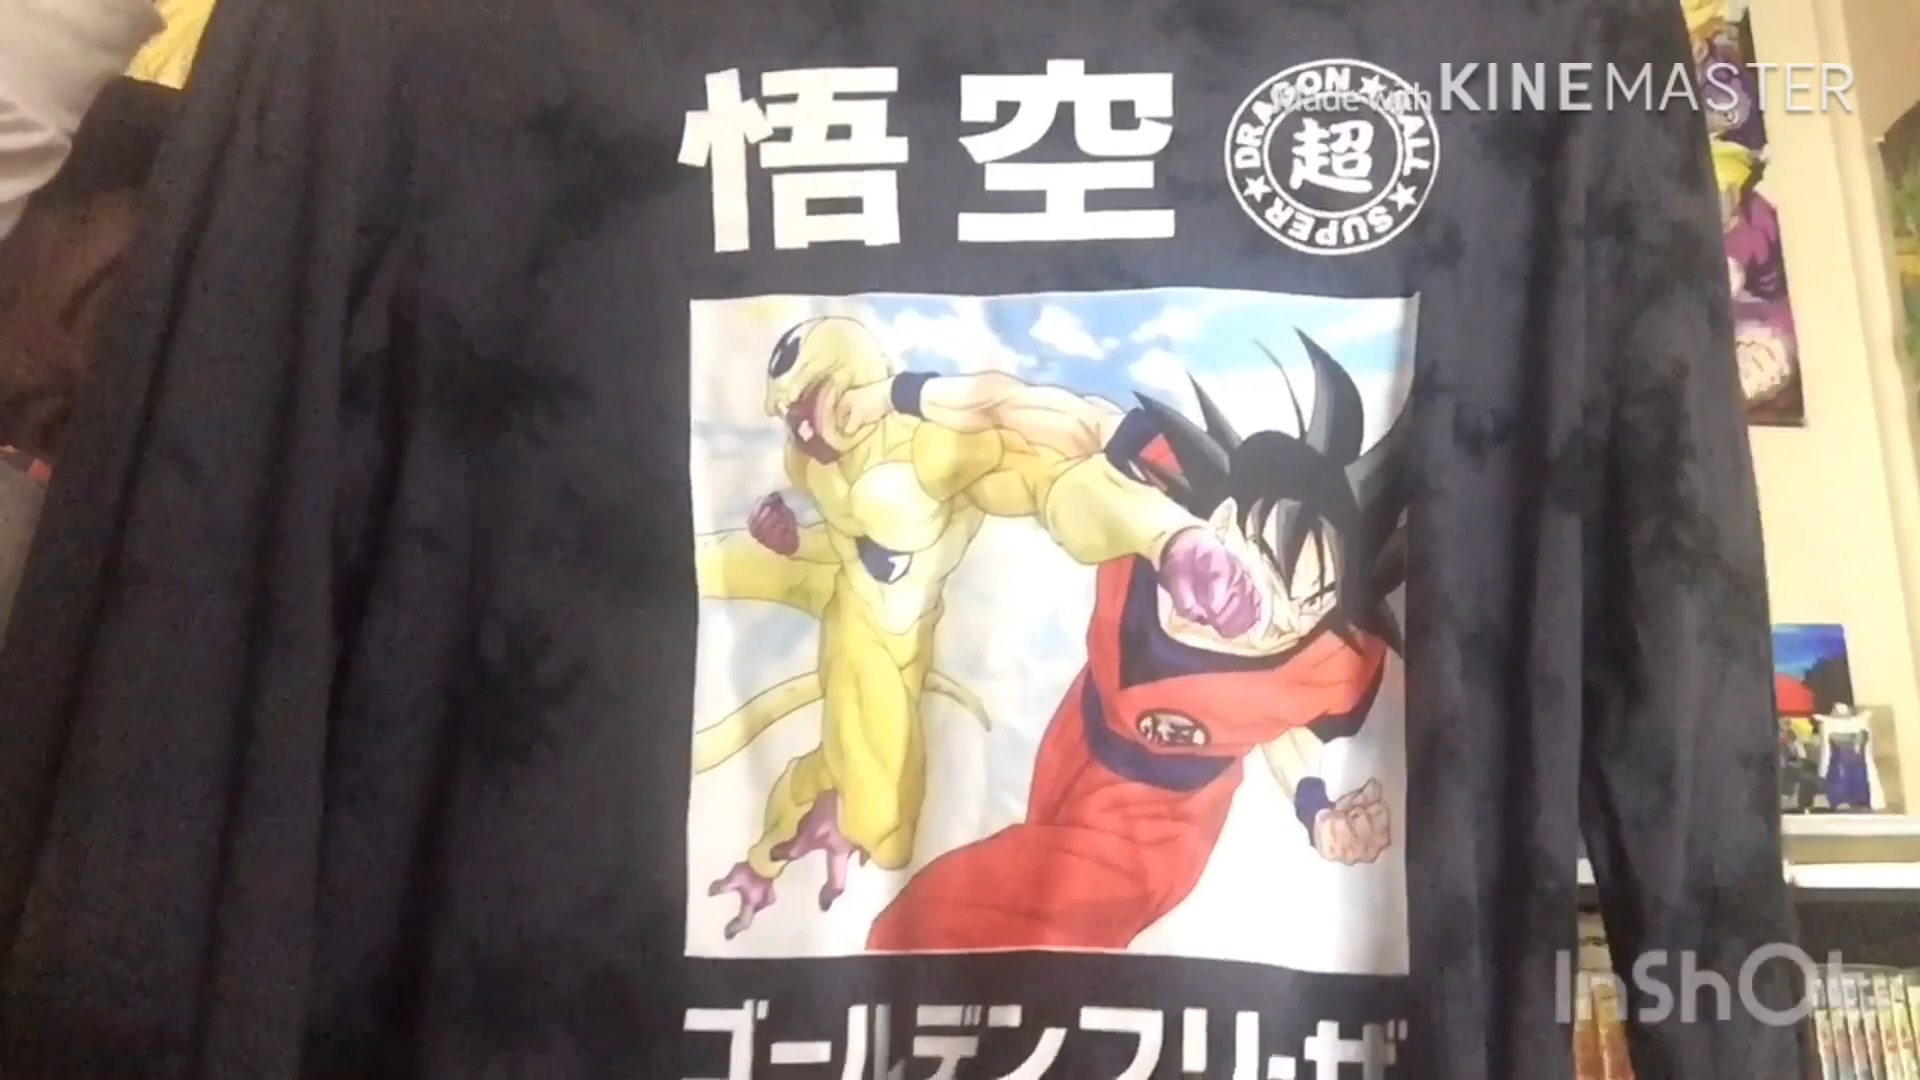 悟空
DRAGON★BALL★SUPER★
超
Made with KINEMASTER
悟
ゴールデンフリーザ
InShOt